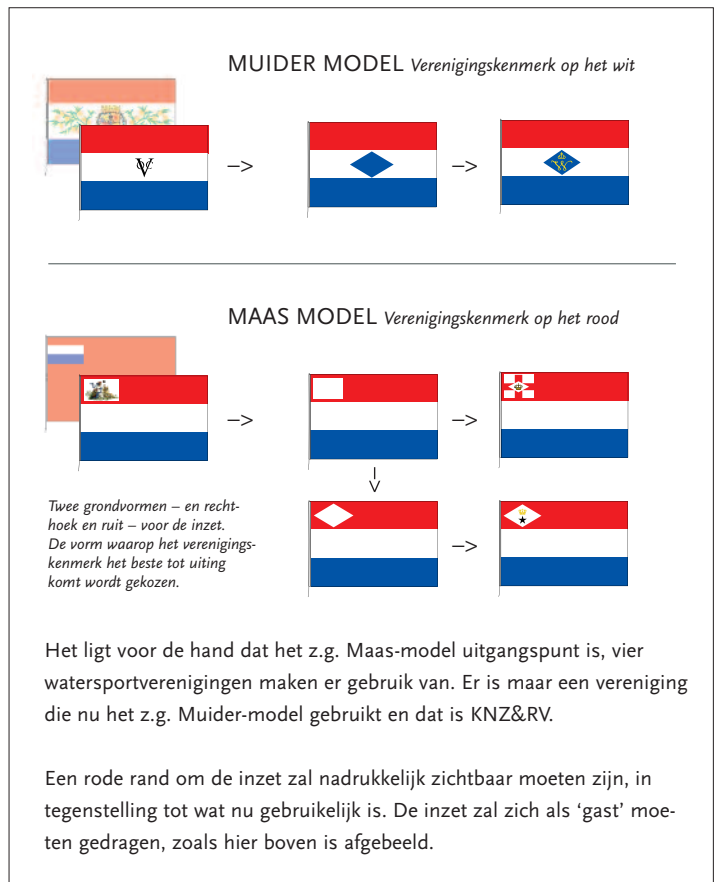 MUIDER MODEL Verenigingskenmerk op het wit
VOC
–>
–>
MAAS MODEL Verenigingskenmerk op het rood
–>
–>
Twee grondvormen – en recht-
hoek en ruit – voor de inzet.
De vorm waarop het verenigings-
kenmerk het beste tot uiting
komt wordt gekozen.
–>
–>
Het ligt voor de hand dat het z.g. Maas-model uitgangspunt is, vier
watersportverenigingen maken er gebruik van. Er is maar een vereniging
die nu het z.g. Muider-model gebruikt en dat is KNZ&RV.
Een rode rand om de inzet zal nadrukkelijk zichtbaar moeten zijn, in
tegenstelling tot wat nu gebruikelijk is. De inzet zal zich als ‘gast’ moe-
ten gedragen, zoals hier boven is afgebeeld.